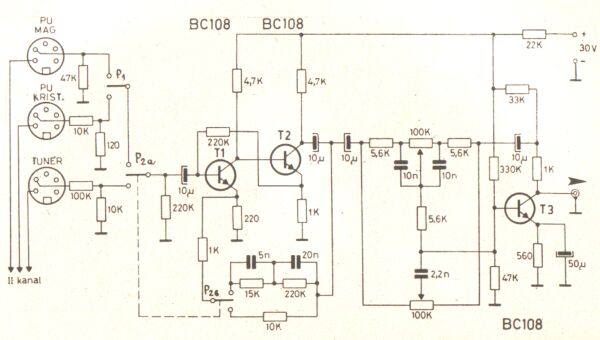 PU
MAG
BC108
BC108
22K
+
30V
-
47K
P1
4,7K
4,7K
33K
PU
KRIST.
10K
120
220K
T2
T1
100K
5,6K
5,6K
10µ
10µ
10n
10n
10µ
330K
1K
TUNER
P2a
100K
10µ
10K
220K
220
1K
5,6K
T3
1K
5n
20n
560
50µ
2,2n
47K
II kanal
15K
220K
P2b
10K
100K
BC108